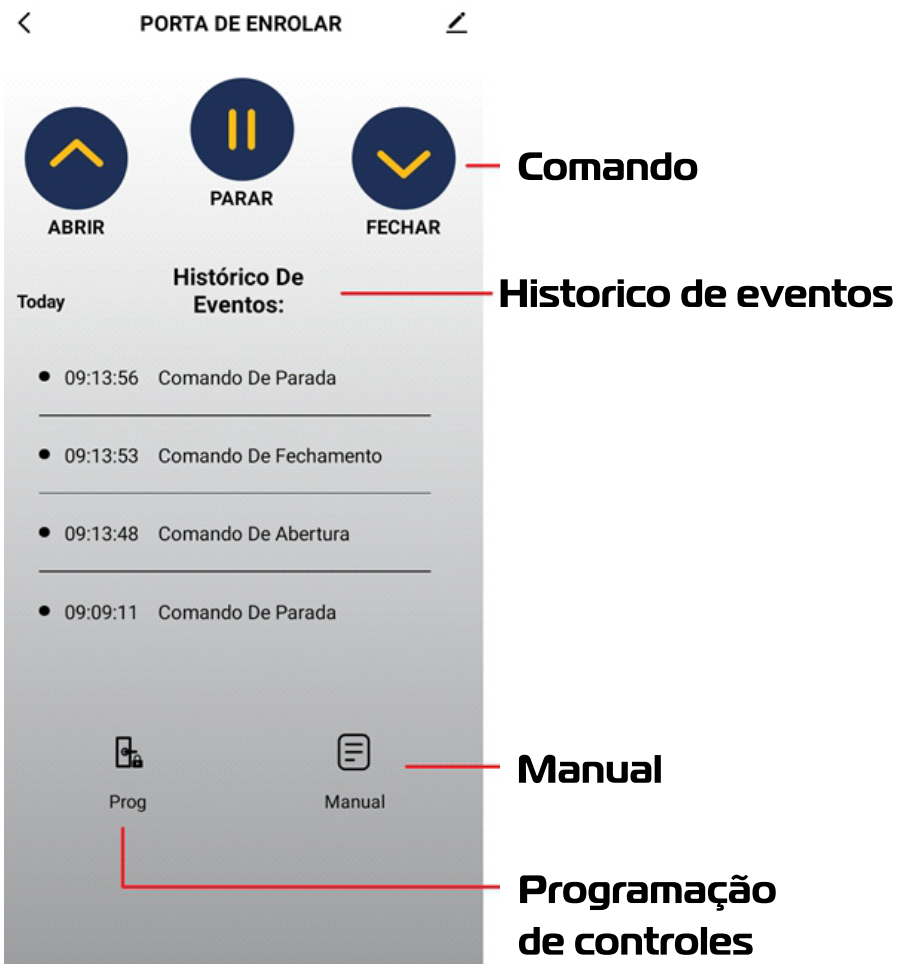 PORTA DE ENROLAR
ABRIR
PARAR
FECHAR
Comando
Today
Histórico De
Eventos:
Historico de eventos
09:13:56 Comando De Parada
09:13:53 Comando De Fechamento
09:13:48 Comando De Abertura
09:09:11 Comando De Parada
Prog
Manual
Manual
Programação
de controles